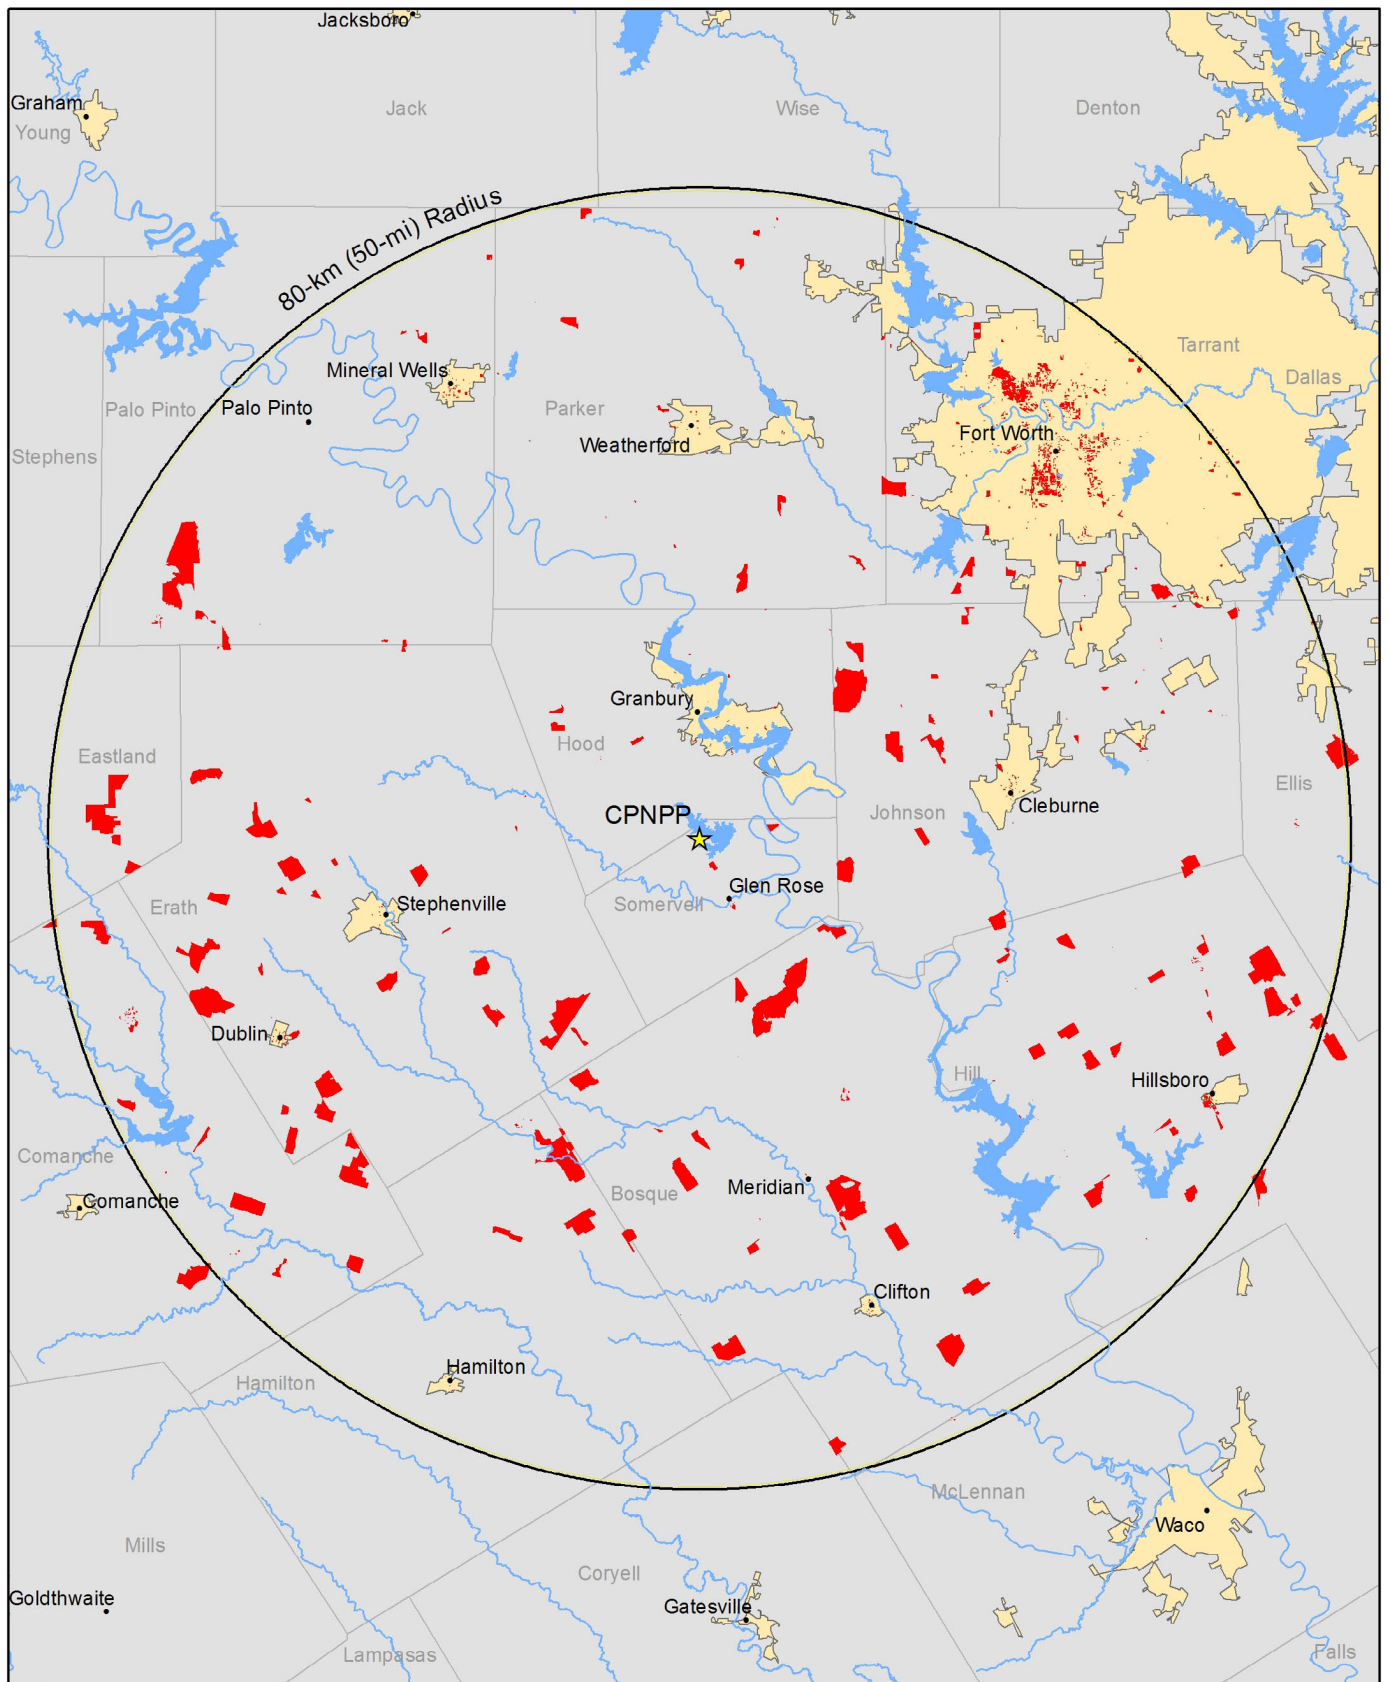 Jacksboro
Graham
Young
Jack
Wise
Denton
80-km (50-mi) Radius
Tarrant
Mineral Wells
Dallas
Palo Pinto
Palo Pinto
Parker
Weatherford
Fort Worth
Stephens
Granbury
Hood
Eastland
Ellis
CPNPP
Johnson
Cleburne
Glen Rose
Erath
Stephenville
Somervell
Dublin
Hill
Hillsboro
Comanche
Comanche
Bosque
Meridian
Clifton
Hamilton
Hamilton
McLennan
Waco
Mills
Coryell
Goldthwaite
Gatesville
Lampasas
Falls